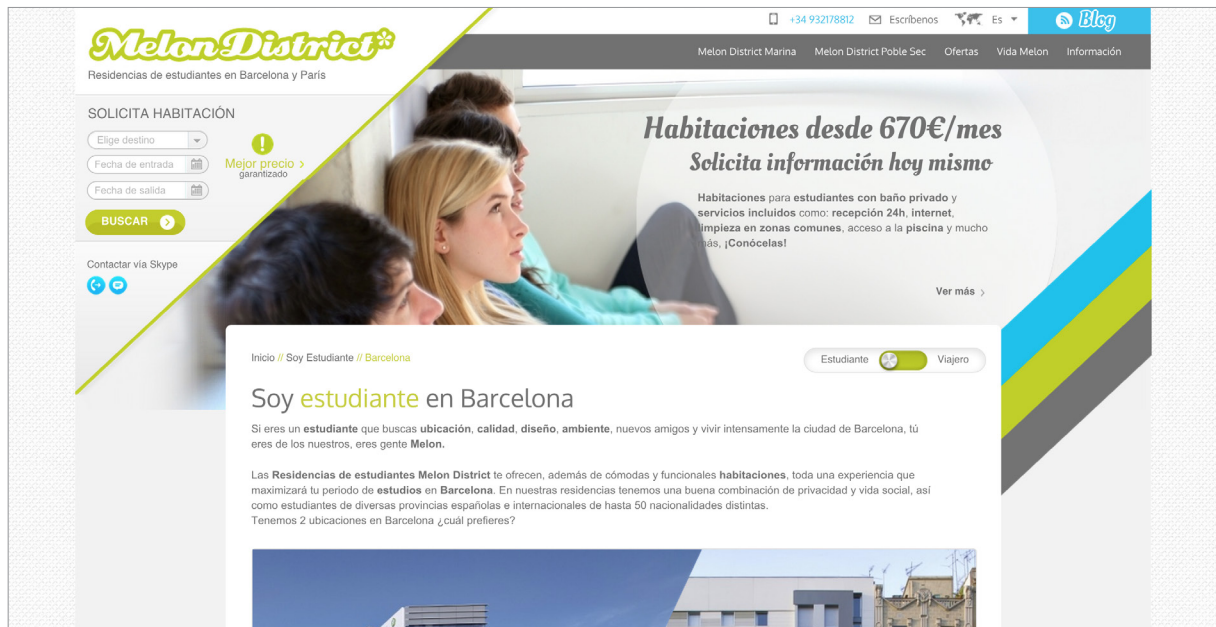 +34 932178812 Escríbenos Es Blog
Melon District
Residencias de estudiantes en Barcelona y París
Melon District Marina Melon District Poble Sec Ofertas Vida Melon Información
SOLICITA HABITACIÓN
Elige destino
Fecha de entrada
Fecha de salida
Mejor precio
garantizado
BUSCAR
Contactar vía Skype
Habitaciones desde 670€/mes
Solicita información hoy mismo
Habitaciones para estudiantes con baño privado y
servicios incluidos como: recepción 24h, internet,
limpieza en zonas comunes, acceso a la piscina y mucho
más, ¡Conócelas!
Ver más
Inicio // Soy Estudiante // Barcelona
Estudiante Viajero
Soy estudiante en Barcelona
Si eres un estudiante que buscas ubicación, calidad, diseño, ambiente, nuevos amigos y vivir intensamente la ciudad de Barcelona, tú
eres de los nuestros, eres gente Melon.
Las Residencias de estudiantes Melon District te ofrecen, además de cómodas y funcionales habitaciones, toda una experiencia que
maximizará tu periodo de estudios en Barcelona. En nuestras residencias tenemos una buena combinación de privacidad y vida social, así
como estudiantes de diversas provincias españolas e internacionales de hasta 50 nacionalidades distintas.
Tenemos 2 ubicaciones en Barcelona ¿cuál prefieres?